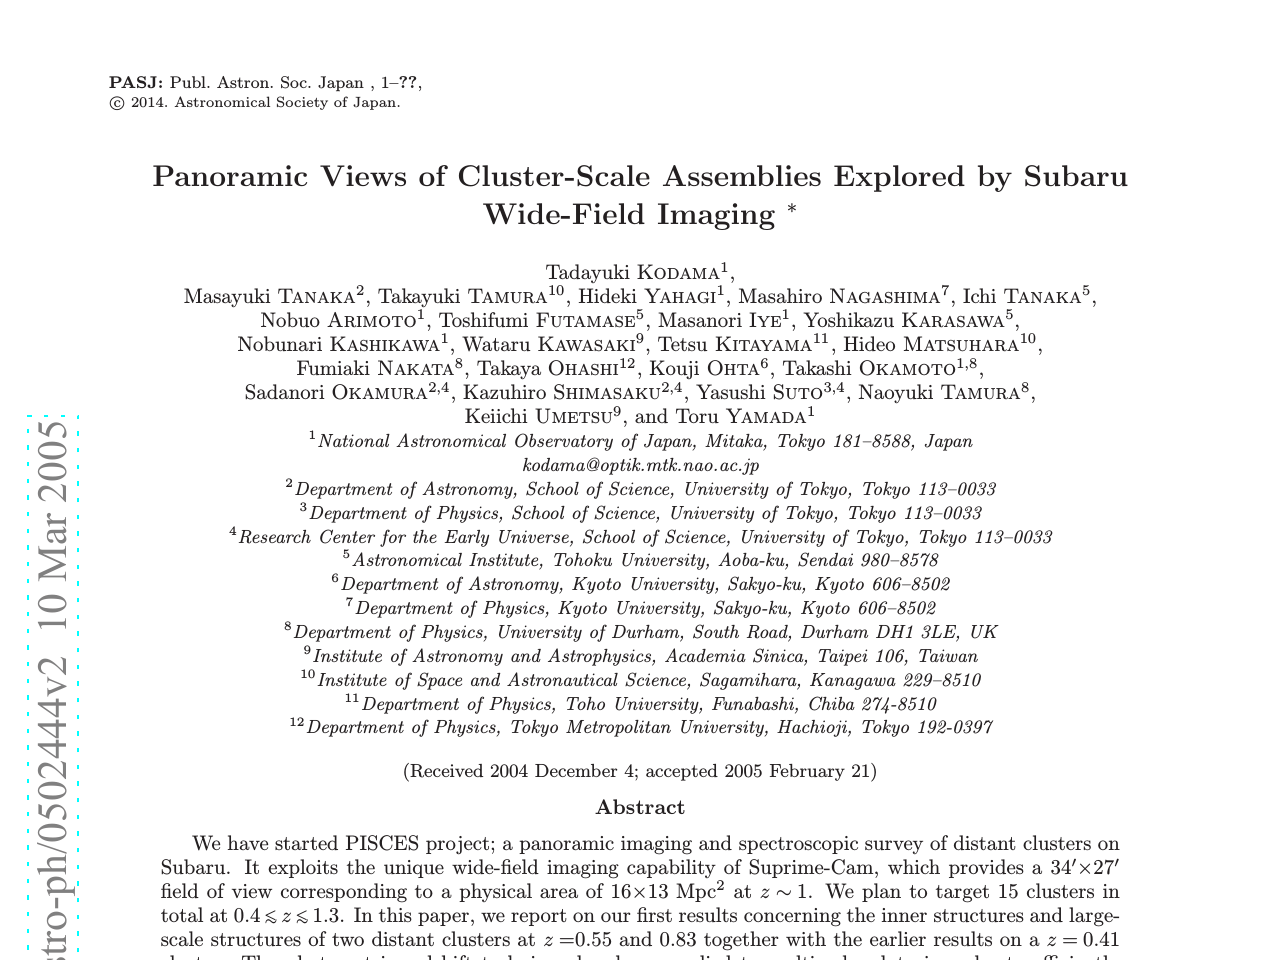 PASJ: Publ. Astron. Soc. Japan , 1–??,
© 2014. Astronomical Society of Japan.
Panoramic Views of Cluster-Scale Assemblies Explored by Subaru
Wide-Field Imaging *
Tadayuki KODAMA¹,
Masayuki TANAKA², Takayuki TAMURA¹⁰, Hideki YAHAGI¹, Masahiro NAGASHIMA⁷, Ichi TANAKA⁵,
Nobuo ARIMOTO¹, Toshifumi FUTAMASE⁵, Masanori IYE¹, Yoshikazu KARASAWA⁵,
Nobunari KASHIKAWA¹, Wataru KAWASAKI⁹, Tetsu KITAYAMA¹¹, Hideo MATSUHARA¹⁰,
Fumiaki NAKATA⁸, Takaya OHASHI¹², Kouji OHTA⁶, Takashi OKAMOTO¹,⁸,
Sadanori OKAMURA²,⁴, Kazuhiro SHIMASAKU²,⁴, Yasushi SUTO³,⁴, Naoyuki TAMURA⁸,
Keiichi UMETSU⁹, and Toru YAMADA¹
¹National Astronomical Observatory of Japan, Mitaka, Tokyo 181–8588, Japan
kodama@optik.mtk.nao.ac.jp
²Department of Astronomy, School of Science, University of Tokyo, Tokyo 113–0033
³Department of Physics, School of Science, University of Tokyo, Tokyo 113–0033
⁴Research Center for the Early Universe, School of Science, University of Tokyo, Tokyo 113–0033
⁵Astronomical Institute, Tohoku University, Aoba-ku, Sendai 980–8578
⁶Department of Astronomy, Kyoto University, Sakyo-ku, Kyoto 606–8502
⁷Department of Physics, Kyoto University, Sakyo-ku, Kyoto 606–8502
⁸Department of Physics, University of Durham, South Road, Durham DH1 3LE, UK
⁹Institute of Astronomy and Astrophysics, Academia Sinica, Taipei 106, Taiwan
¹⁰Institute of Space and Astronautical Science, Sagamihara, Kanagawa 229–8510
¹¹Department of Physics, Toho University, Funabashi, Chiba 274-8510
¹²Department of Physics, Tokyo Metropolitan University, Hachioji, Tokyo 192-0397
(Received 2004 December 4; accepted 2005 February 21)
Abstract
We have started PISCES project; a panoramic imaging and spectroscopic survey of distant clusters on
Subaru. It exploits the unique wide-field imaging capability of Suprime-Cam, which provides a 34′×27′
field of view corresponding to a physical area of 16×13 Mpc² at z ∼ 1. We plan to target 15 clusters in
total at 0.4 ≲ z ≲ 1.3. In this paper, we report on our first results concerning the inner structures and large-
scale structures of two distant clusters at z =0.55 and 0.83 together with the earlier results on a z = 0.41
stro-ph/0502444v2 10 Mar 2005